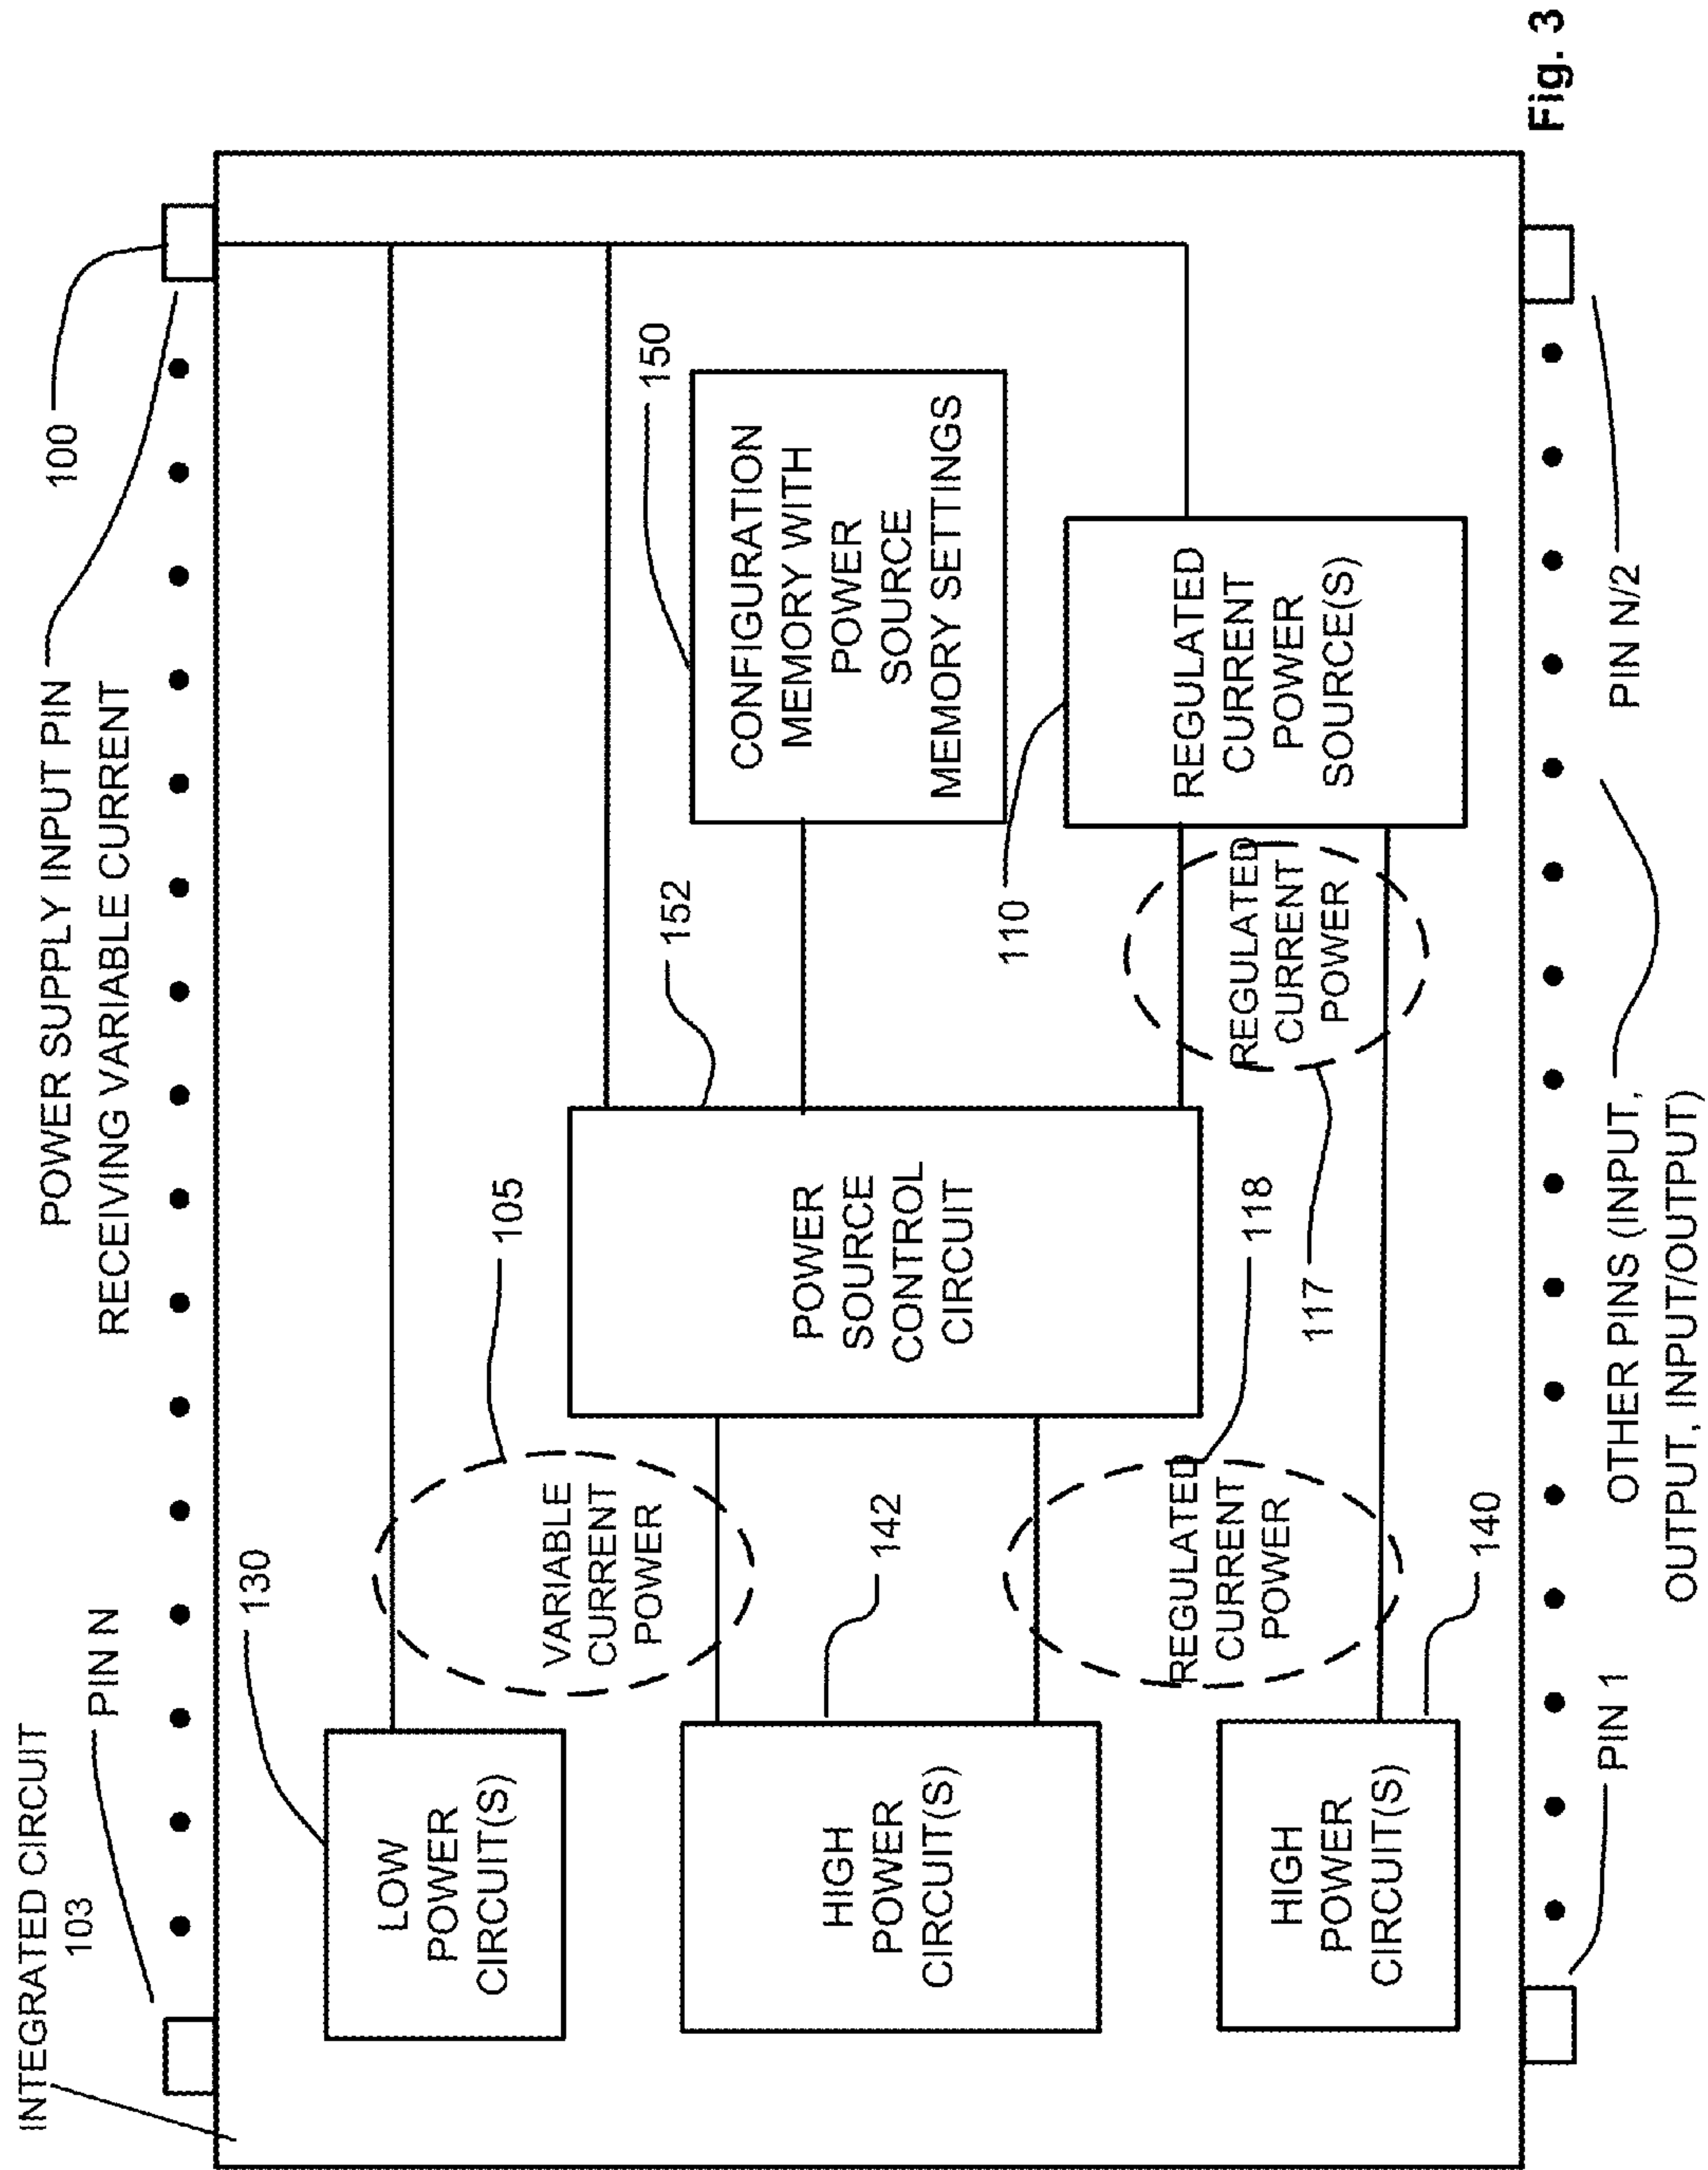 INTEGRATED CIRCUIT
103
PIN N
POWER SUPPLY INPUT PIN
RECEIVING VARIABLE CURRENT
100
130
LOW
POWER
CIRCUIT(S)
105
VARIABLE
CURRENT
POWER
142
HIGH
POWER
CIRCUIT(S)
152
POWER
SOURCE
CONTROL
CIRCUIT
150
CONFIGURATION
MEMORY WITH
POWER
SOURCE
MEMORY SETTINGS
118
REGULATED
CURRENT
POWER
140
HIGH
POWER
CIRCUIT(S)
117
REGULATED
CURRENT
POWER
110
REGULATED
CURRENT
POWER
SOURCE(S)
PIN 1
OTHER PINS (INPUT,
OUTPUT, INPUT/OUTPUT)
PIN N/2
Fig. 3